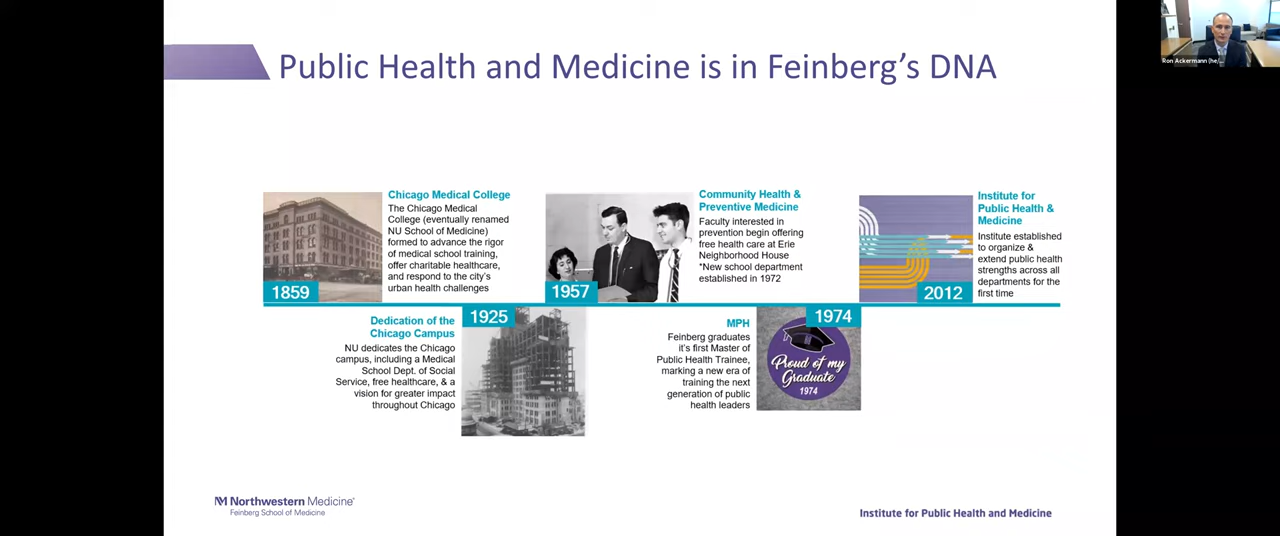 Public Health and Medicine is in Feinberg's DNA
Ron Ackermann (he/...
Chicago Medical College
The Chicago Medical
College (eventually renamed
NU School of Medicine)
formed to advance the rigor
of medical school training,
offer charitable healthcare,
and respond to the city's
urban health challenges
1859
Community Health &
Preventive Medicine
Faculty interested in
prevention begin offering
free health care at Erie
Neighborhood House
*New school department
established in 1972
1957
Institute for
Public Health &
Medicine
Institute established
to organize &
extend public health
strengths across all
departments for the
first time
2012
Dedication of the
Chicago Campus
NU dedicates the Chicago
campus, including a Medical
School Dept. of Social
Service, free healthcare, & a
vision for greater impact
throughout Chicago
1925
MPH
Feinberg graduates
it's first Master of
Public Health Trainee,
marking a new era of
training the next
generation of public
health leaders
1974
Proud of my
Graduate
1974
Northwestern Medicine®
Feinberg School of Medicine
Institute for Public Health and Medicine